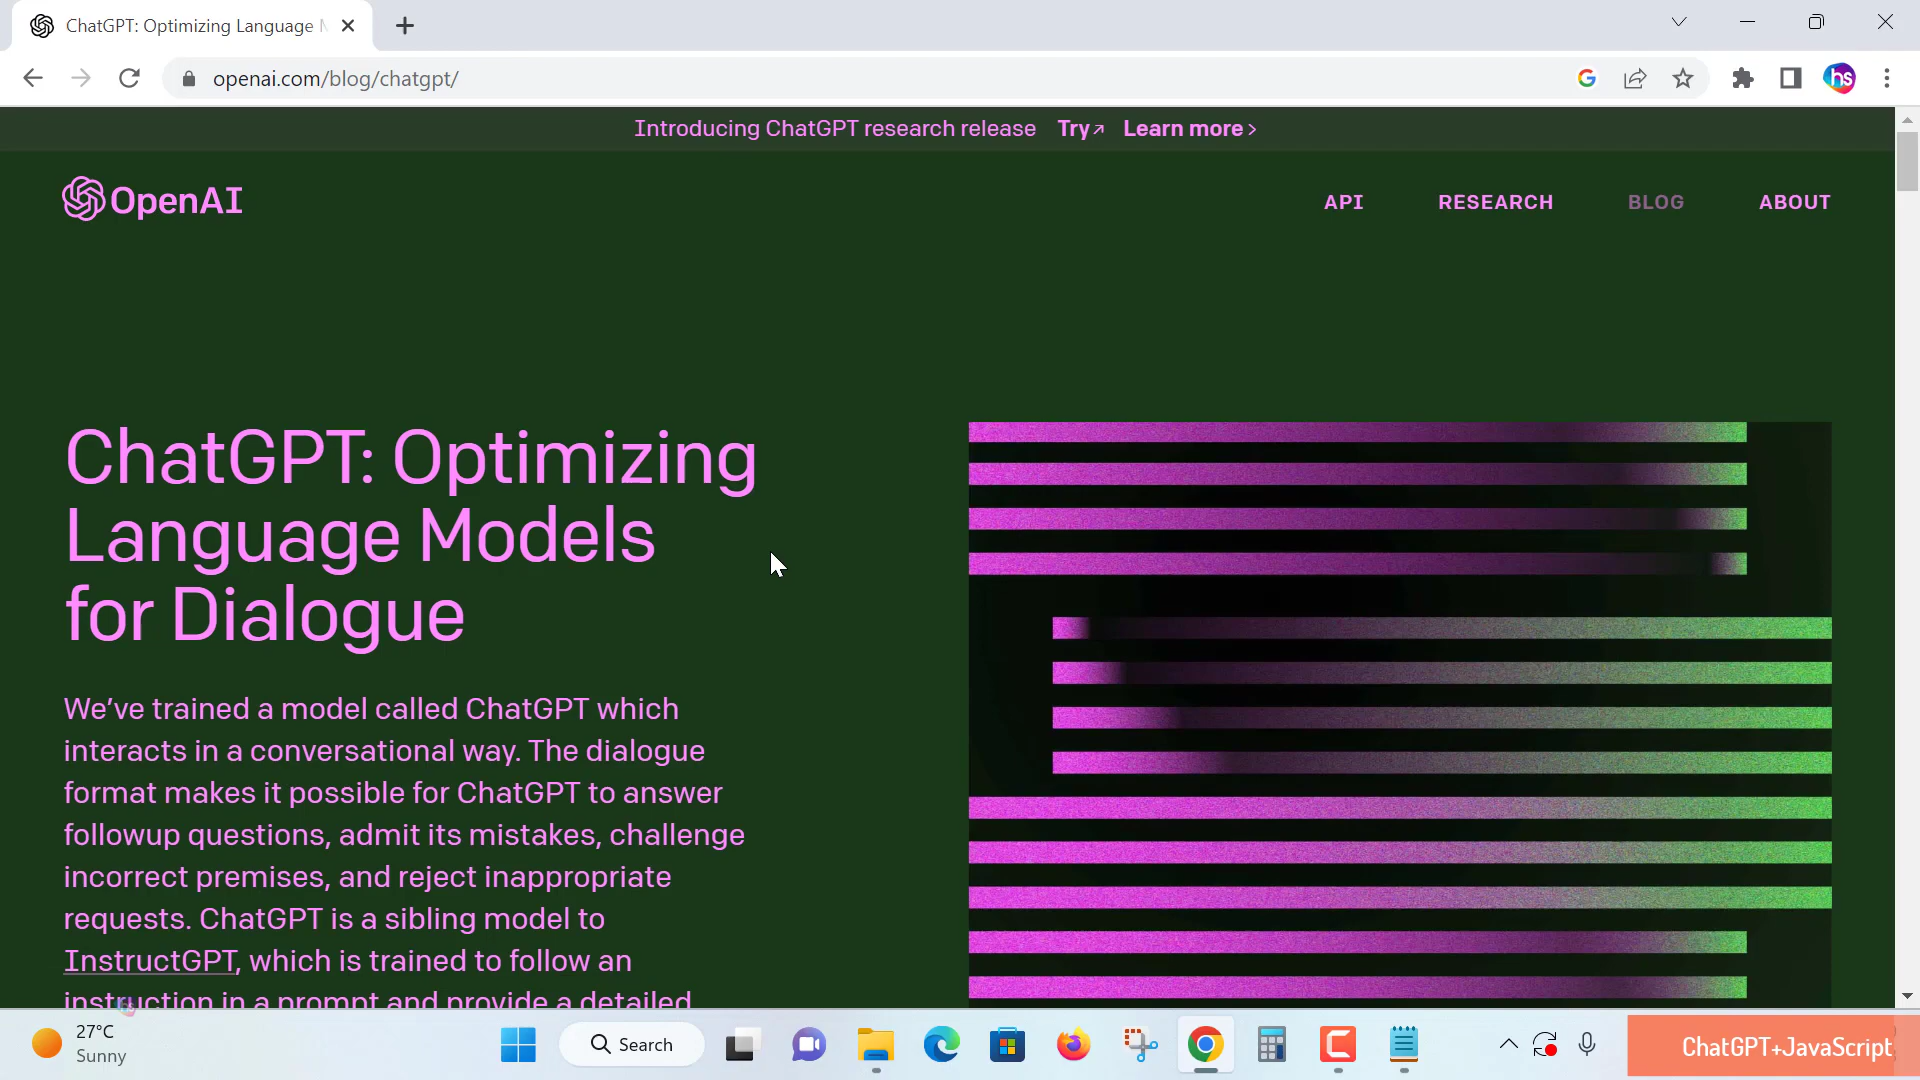 ChatGPT: Optimizing Language
openai.com/blog/chatgpt/
hs
Introducing ChatGPT research release Try↗ Learn more >
OpenAI
API RESEARCH BLOG ABOUT
ChatGPT: Optimizing
Language Models
for Dialogue
We’ve trained a model called ChatGPT which
interacts in a conversational way. The dialogue
format makes it possible for ChatGPT to answer
followup questions, admit its mistakes, challenge
incorrect premises, and reject inappropriate
requests. ChatGPT is a sibling model to
InstructGPT, which is trained to follow an
instruction in a prompt and provide a detailed
27°C
Sunny
Search
ChatGPT+JavaScript